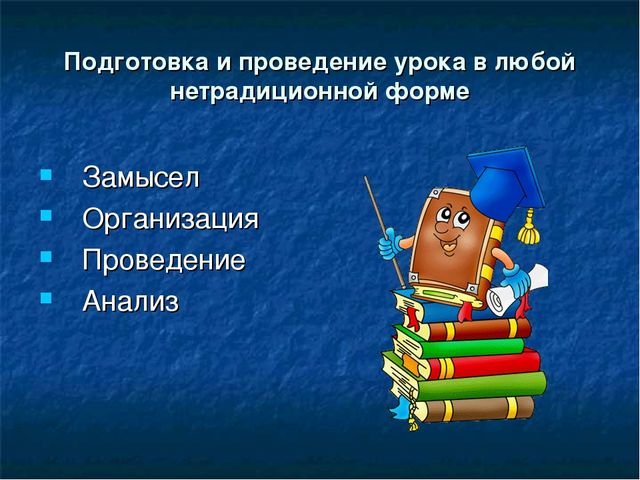 Подготовка и проведение урока в любой
нетрадиционной форме
Замысел
Организация
Проведение
Анализ